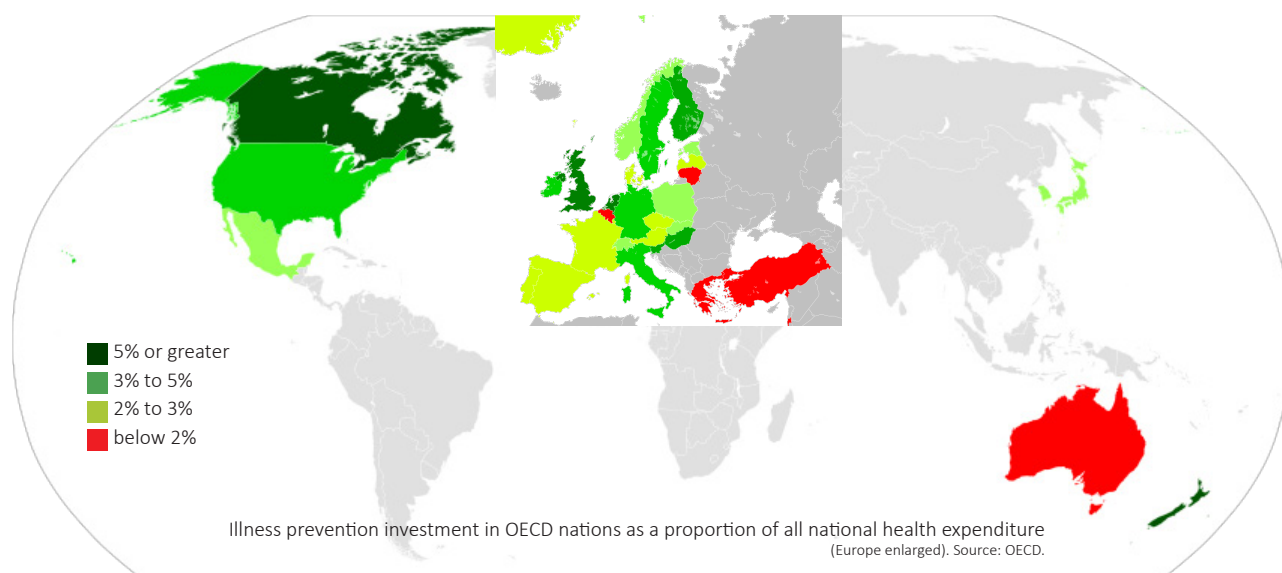 5% or greater
3% to 5%
2% to 3%
below 2%
Illness prevention investment in OECD nations as a proportion of all national health expenditure
(Europe enlarged). Source: OECD.